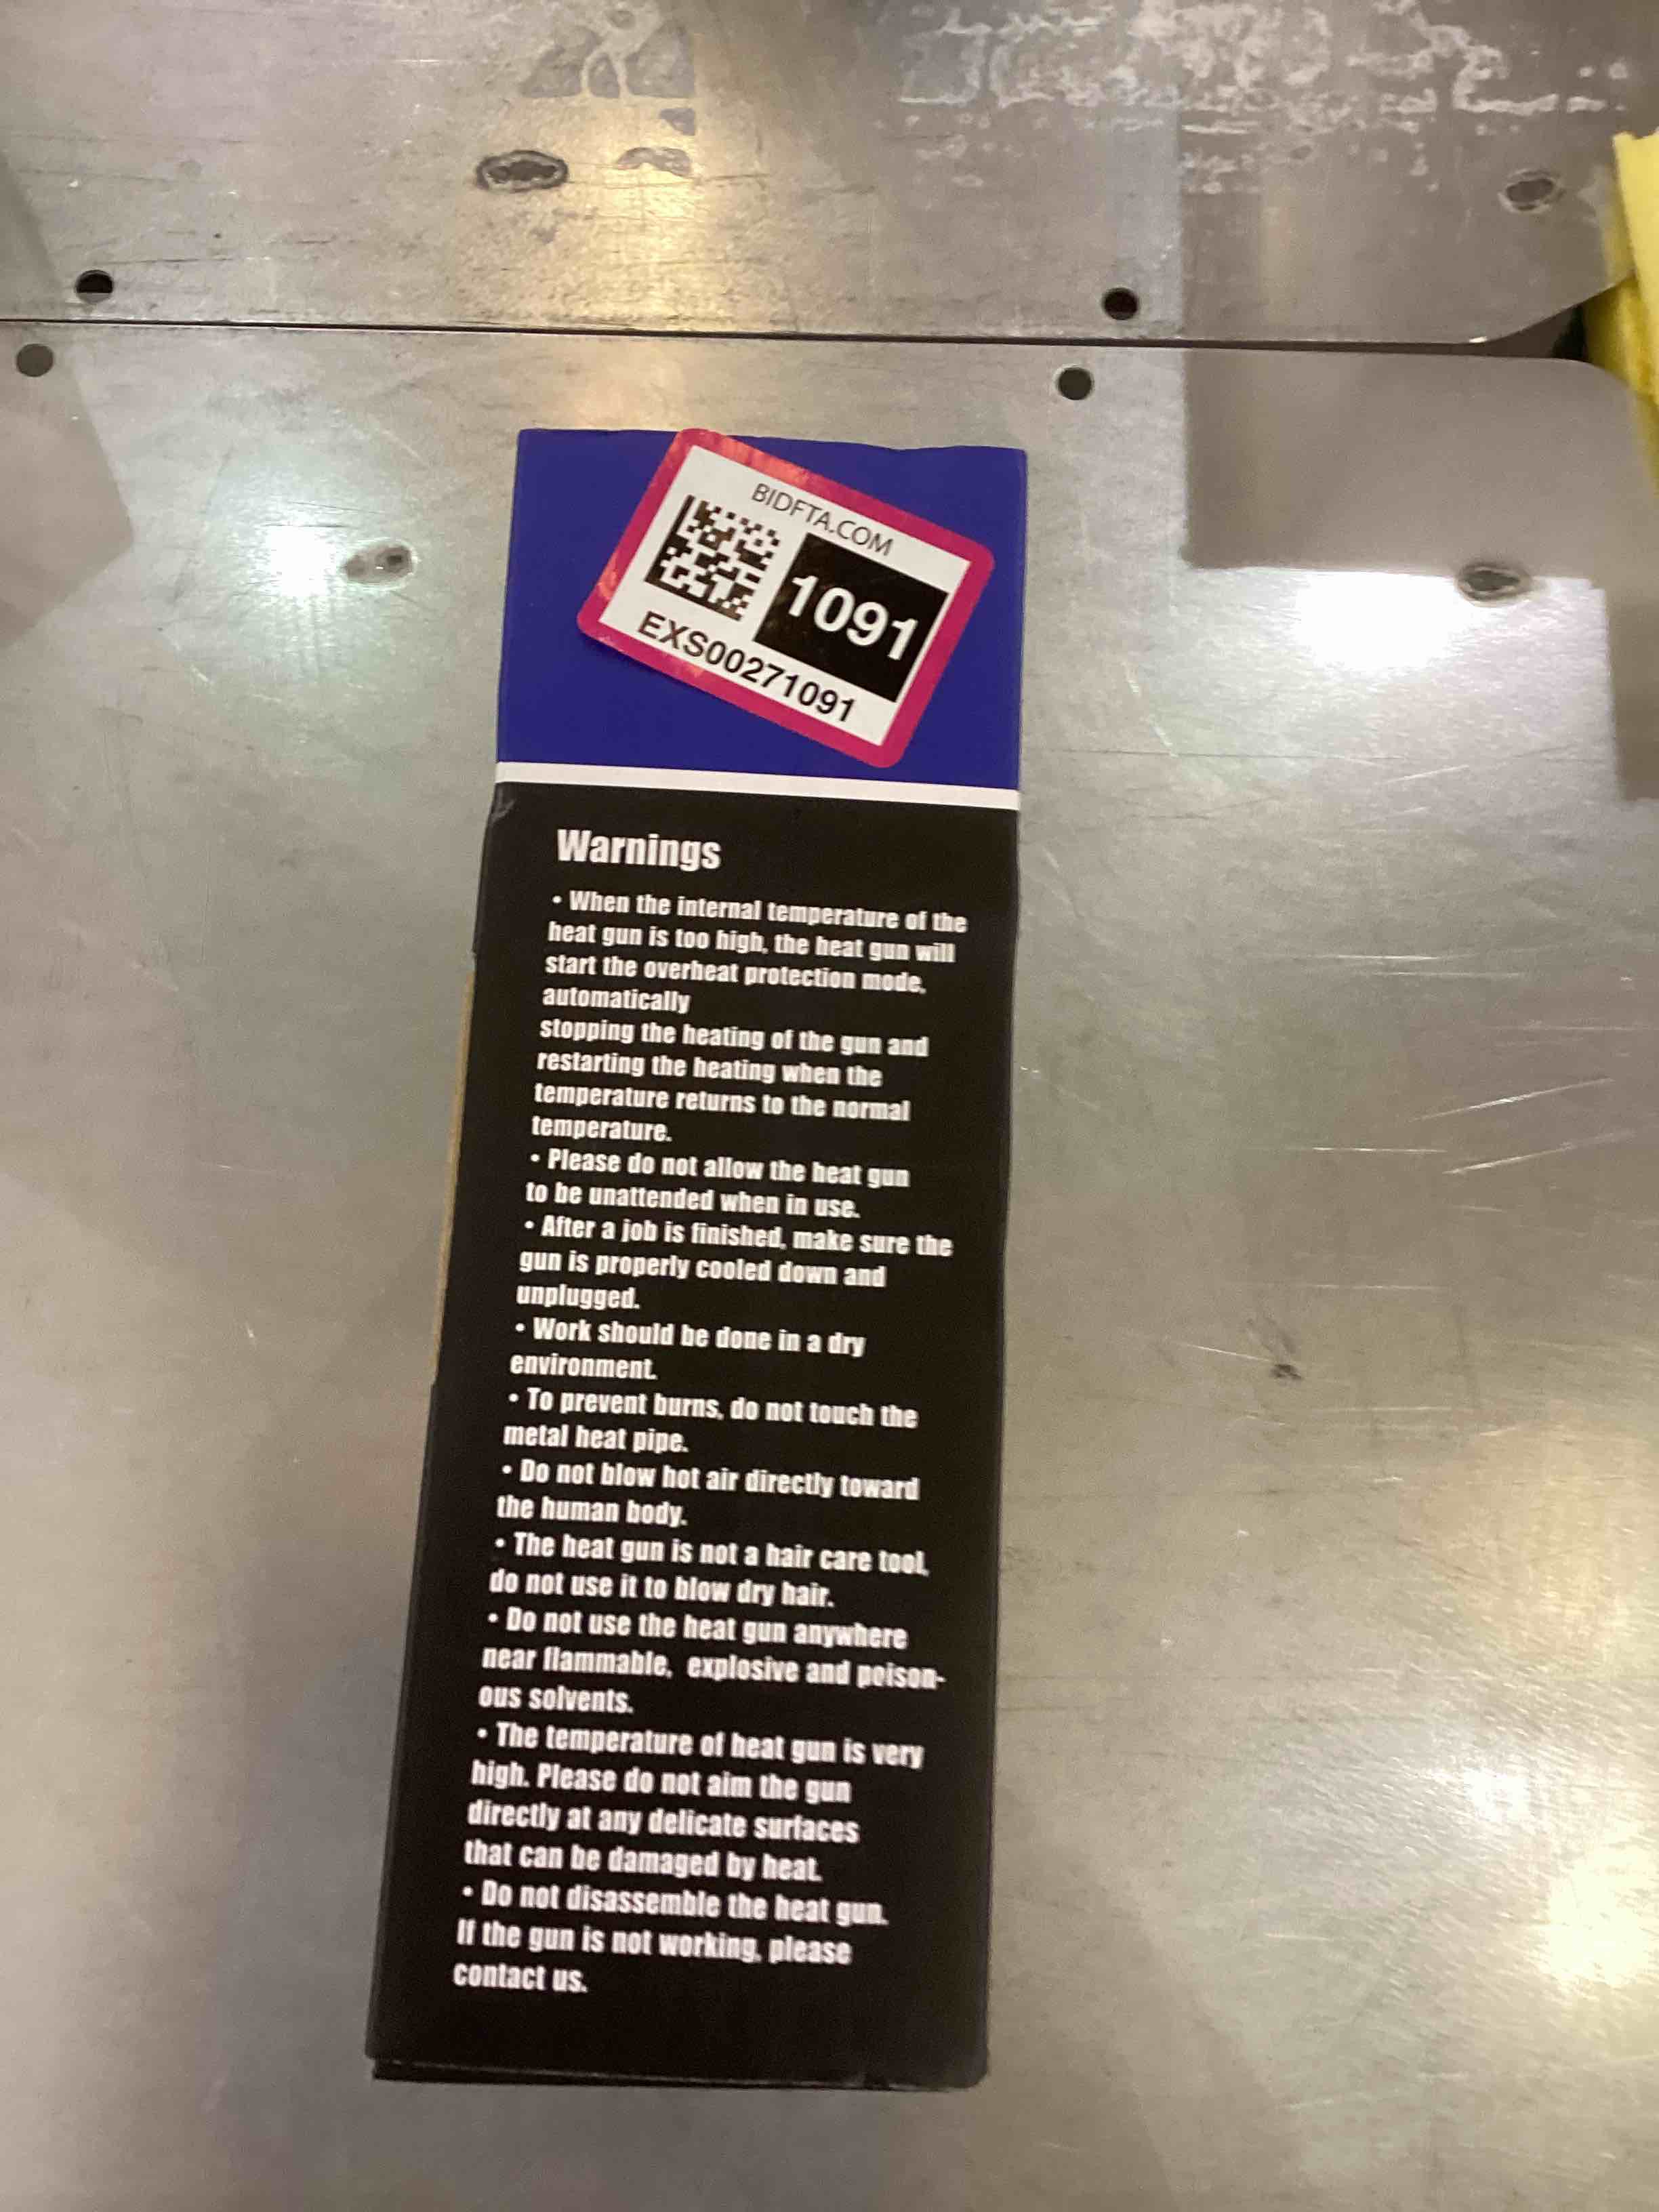 BIDFTA.COM
1091
EXS00271091
Warnings
• When the internal temperature of the
heat gun is too high, the heat gun will
start the overheat protection mode,
automatically
stopping the heating of the gun and
restarting the heating when the
temperature returns to the normal
temperature.
• Please do not allow the heat gun
to be unattended when in use.
• After a job is finished, make sure the
gun is properly cooled down and
unplugged.
• Work should be done in a dry
environment.
• To prevent burns, do not touch the
metal heat pipe.
• Do not blow hot air directly toward
the human body.
• The heat gun is not a hair care tool,
do not use it to blow dry hair.
• Do not use the heat gun anywhere
near flammable, explosive and poison-
ous solvents.
• The temperature of heat gun is very
high. Please do not aim the gun
directly at any delicate surfaces
that can be damaged by heat.
• Do not disassemble the heat gun.
If the gun is not working, please
contact us.